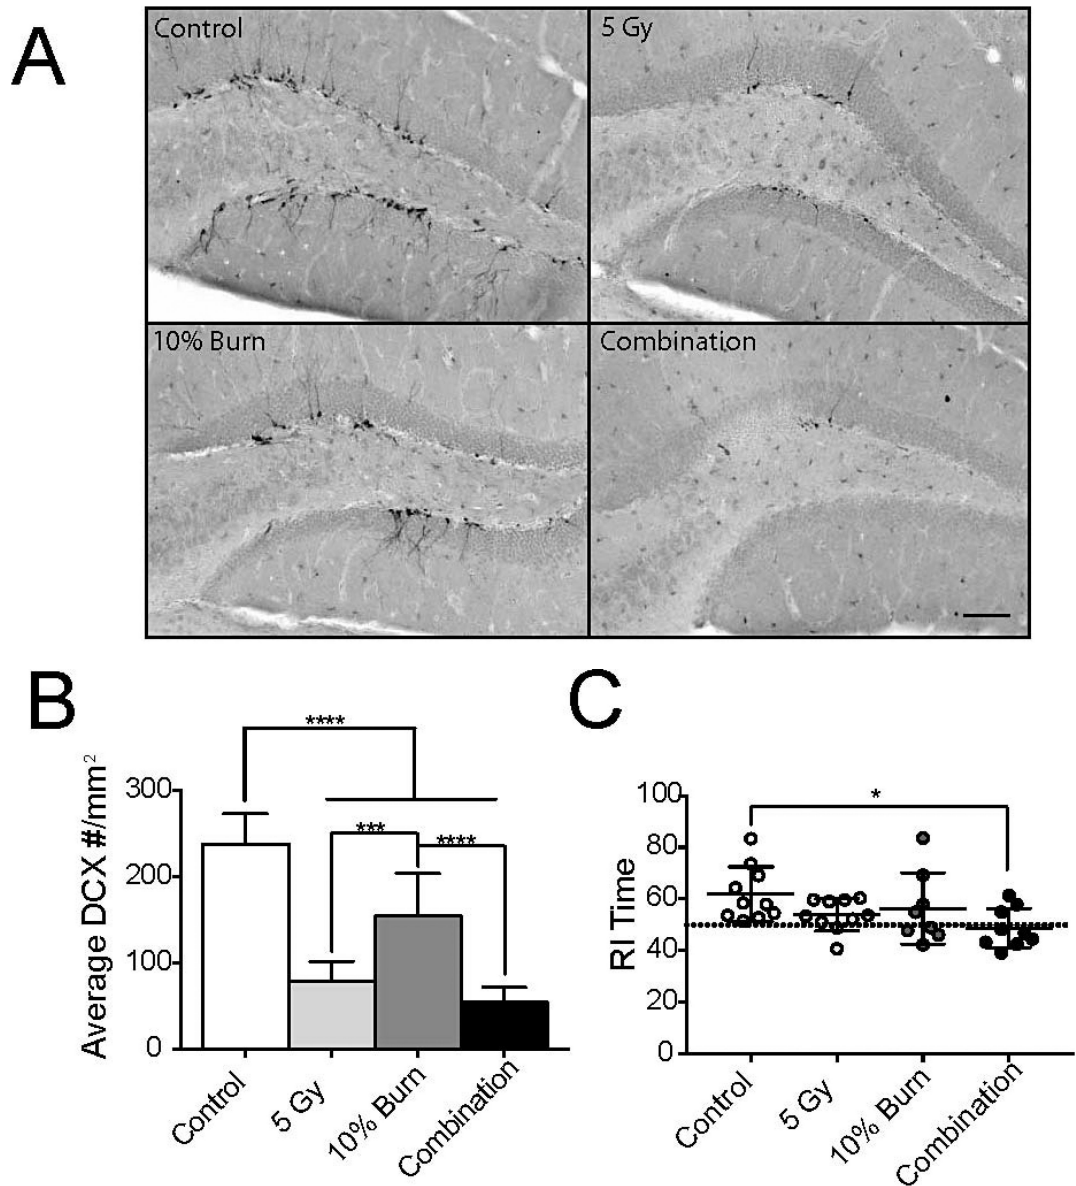 A
Control
5 Gy
10% Burn
Combination
B
****
***
****
Average DCX #/mm²
300
200
100
0
Control
5 Gy
10% Burn
Combination
C
*
RI Time
100
80
60
40
20
0
Control
5 Gy
10% Burn
Combination